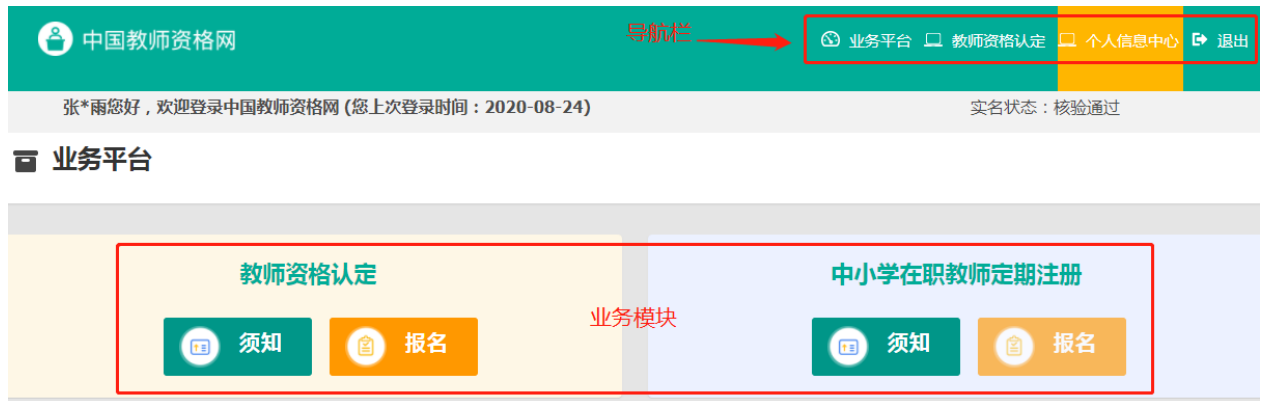 中国教师资格网
导航栏
业务平台 教师资格认定 个人信息中心 退出
张*雨您好，欢迎登录中国教师资格网 (您上次登录时间：2020-08-24)
实名状态：核验通过
业务平台
教师资格认定
中小学在职教师定期注册
须知 报名
业务模块
须知 报名